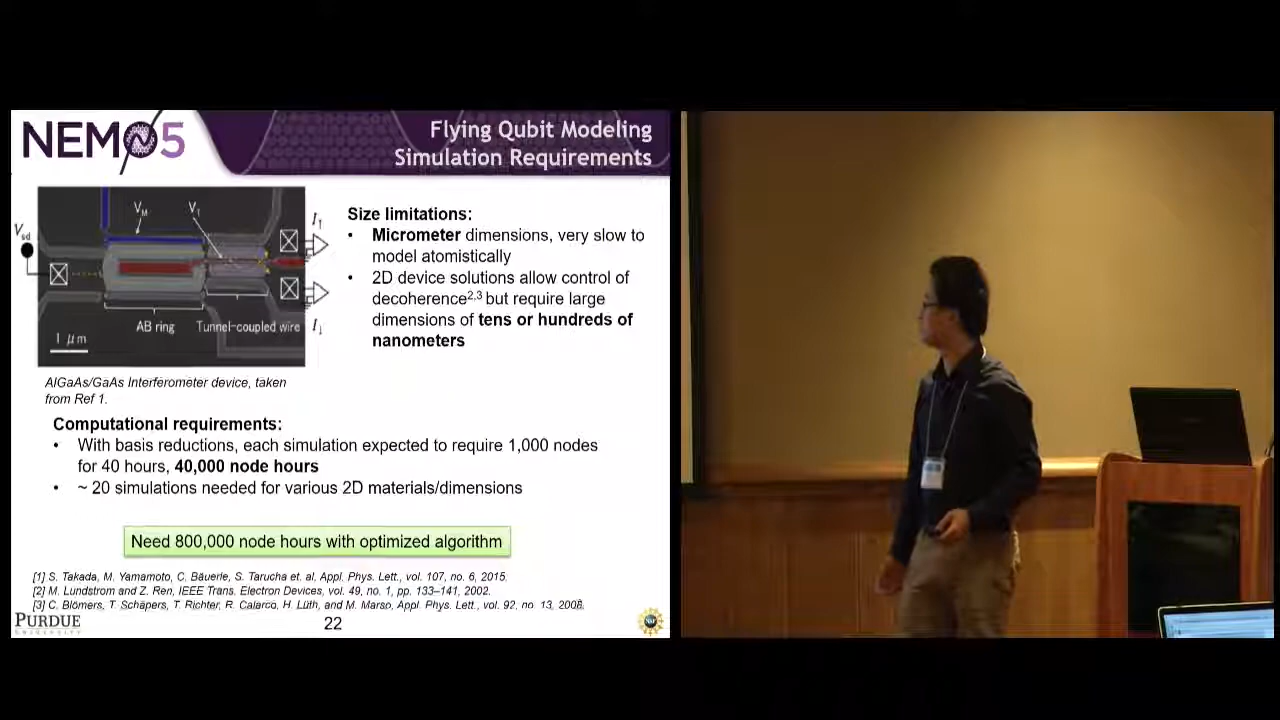 NEMO5
Flying Qubit Modeling
Simulation Requirements
V_M
V_T
V_sd
I↑
I↓
AB ring
Tunnel-coupled wire
1 μm
AlGaAs/GaAs Interferometer device, taken
from Ref 1.
Size limitations:
• Micrometer dimensions, very slow to
model atomistically
• 2D device solutions allow control of
decoherence2,3 but require large
dimensions of tens or hundreds of
nanometers
Computational requirements:
• With basis reductions, each simulation expected to require 1,000 nodes
for 40 hours, 40,000 node hours
• ~ 20 simulations needed for various 2D materials/dimensions
Need 800,000 node hours with optimized algorithm
[1] S. Takada, M. Yamamoto, C. Bäuerle, S. Tarucha et. al, Appl. Phys. Lett., vol. 107, no. 6, 2015.
[2] M. Lundstrom and Z. Ren, IEEE Trans. Electron Devices, vol. 49, no. 1, pp. 133–141, 2002.
[3] C. Blömers, T. Schäpers, T. Richter, R. Calarco, H. Lüth, and M. Marso, Appl. Phys. Lett., vol. 92, no. 13, 2008.
PURDUE
UNIVERSITY
22
NSF